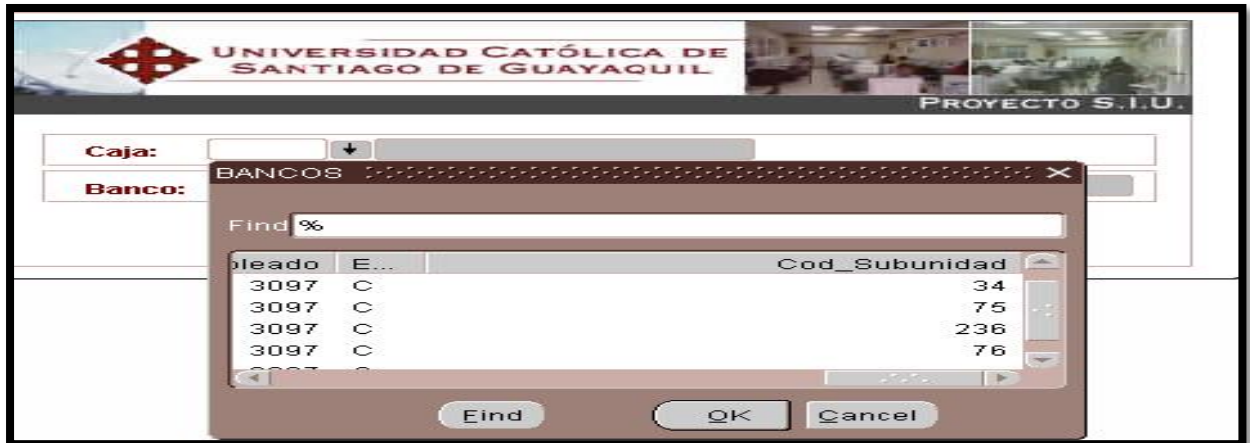 UNIVERSIDAD CATÓLICA DE
SANTIAGO DE GUAYAQUIL
PROYECTO S.I.U.
Caja:
Banco:
BANCOS
Find %
leado E... Cod_Subunidad
3097 C 34
3097 C 75
3097 C 236
3097 C 76
Find OK Cancel